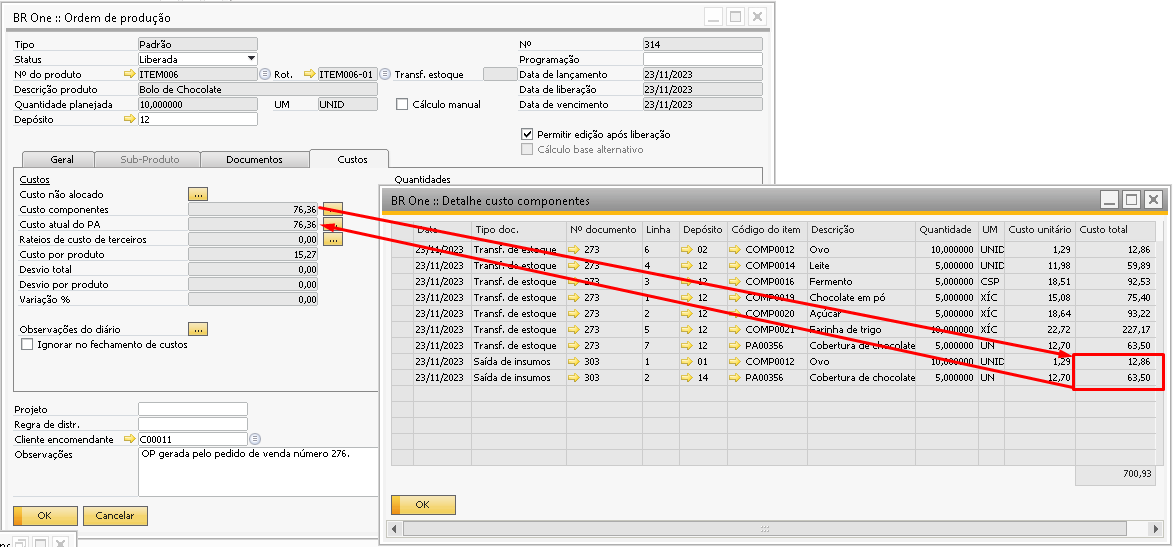 BR One :: Ordem de produção
Tipo Padrão Nº 314
Status Liberada Programação
Nº do produto ITEM006 Rot. ITEM006-01 Transf. estoque Data de lançamento 23/11/2023
Descrição produto Bolo de Chocolate Data de liberação 23/11/2023
Quantidade planejada 10,000000 UM UNID Cálculo manual Data de vencimento 23/11/2023
Depósito 12
Permitir edição após liberação
Cálculo base alternativo
Geral Sub-Produto Documentos Custos
Custos Quantidades
Custo não alocado ...
Custo componentes 76,36 ...
Custo atual do PA 76,36
Rateios de custo de terceiros 0,00 ...
Custo por produto 15,27
Desvio total 0,00
Desvio por produto 0,00
Variação % 0,00
Observações do diário ...
Ignorar no fechamento de custos
Projeto
Regra de distr.
Cliente encomendante C00011
Observações OP gerada pelo pedido de venda número 276.
OK Cancelar
BR One :: Detalhe custo componentes
Data Tipo doc. Nº documento Linha Depósito Código do item Descrição Quantidade UM Custo unitário Custo total
23/11/2023 Transf. de estoque 273 6 02 COMP0012 Ovo 10,000000 UNID 1,29 12,86
23/11/2023 Transf. de estoque 273 4 12 COMP0014 Leite 5,000000 UNID 11,98 59,89
23/11/2023 Transf. de estoque 273 3 12 COMP0016 Fermento 5,000000 CSP 18,51 92,53
23/11/2023 Transf. de estoque 273 1 12 COMP0019 Chocolate em pó 5,000000 XÍC 15,08 75,40
23/11/2023 Transf. de estoque 273 2 12 COMP0020 Açúcar 5,000000 XÍC 18,64 93,22
23/11/2023 Transf. de estoque 273 5 12 COMP0021 Farinha de trigo 10,000000 XÍC 22,72 227,17
23/11/2023 Transf. de estoque 273 7 12 PA00356 Cobertura de chocolate 5,000000 UN 12,70 63,50
23/11/2023 Saída de insumos 303 1 01 COMP0012 Ovo 10,000000 UNID 1,29 12,86
23/11/2023 Saída de insumos 303 2 14 PA00356 Cobertura de chocolate 5,000000 UN 12,70 63,50
700,93
OK